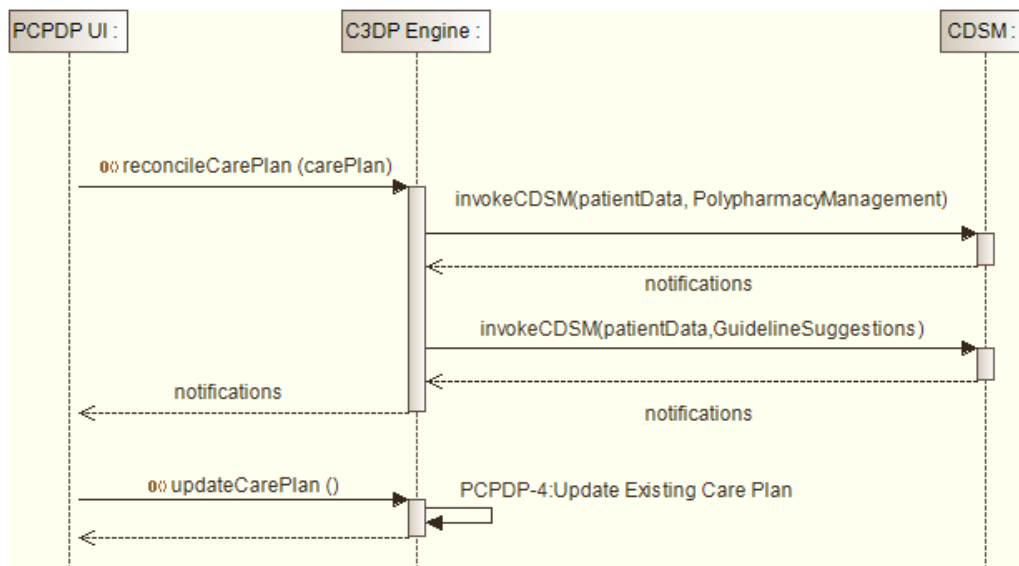 PCPDP UI :
C3DP Engine :
CDSM :
reconcileCarePlan (carePlan)
invokeCDSM(patientData, PolypharmacyManagement)
notifications
invokeCDSM(patientData,GuidelineSuggestions)
notifications
notifications
updateCarePlan ()
PCPDP-4:Update Existing Care Plan